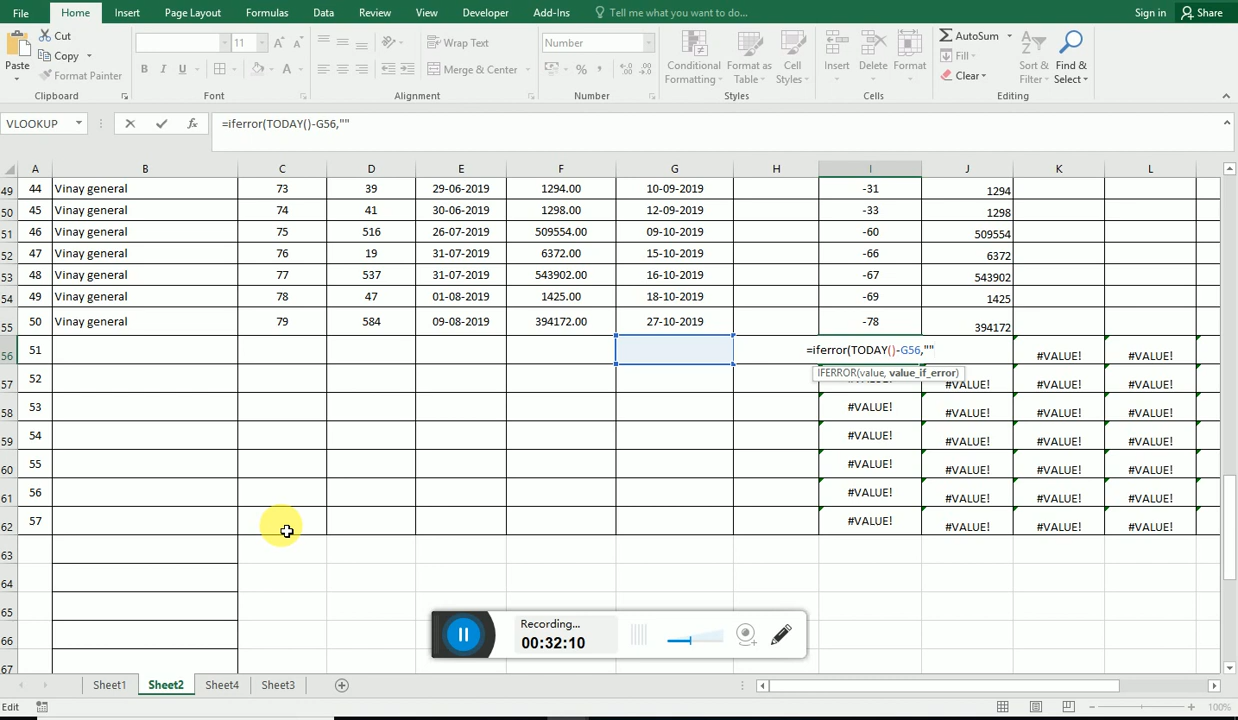 File Home Insert Page Layout Formulas Data Review View Developer Add-Ins Tell me what you want to do... Sign in Share
Cut
Copy
Format Painter
Paste
Clipboard
11
B I U
Font
Wrap Text
Merge & Center
Alignment
Number
%
Number
Conditional Formatting
Format as Table
Cell Styles
Styles
Insert Delete Format
Cells
AutoSum
Fill
Clear
Sort & Filter
Find & Select
Editing
VLOOKUP fx =iferror(TODAY()-G56,""
A B C D E F G H I J K L
49 44 Vinay general 73 39 29-06-2019 1294.00 10-09-2019 -31 1294
50 45 Vinay general 74 41 30-06-2019 1298.00 12-09-2019 -33 1298
51 46 Vinay general 75 516 26-07-2019 509554.00 09-10-2019 -60 509554
52 47 Vinay general 76 19 31-07-2019 6372.00 15-10-2019 -66 6372
53 48 Vinay general 77 537 31-07-2019 543902.00 16-10-2019 -67 543902
54 49 Vinay general 78 47 01-08-2019 1425.00 18-10-2019 -69 1425
55 50 Vinay general 79 584 09-08-2019 394172.00 27-10-2019 -78 394172
56 51 =iferror(TODAY()-G56,"" #VALUE! #VALUE!
IFERROR(value, value_if_error)
57 52 #VALUE! #VALUE! #VALUE!
58 53 #VALUE! #VALUE! #VALUE! #VALUE!
59 54 #VALUE! #VALUE! #VALUE! #VALUE!
60 55 #VALUE! #VALUE! #VALUE! #VALUE!
61 56 #VALUE! #VALUE! #VALUE! #VALUE!
62 57 #VALUE! #VALUE! #VALUE! #VALUE!
63
64
65
66
67
Recording...
00:32:10
Sheet1 Sheet2 Sheet4 Sheet3
Edit 100%